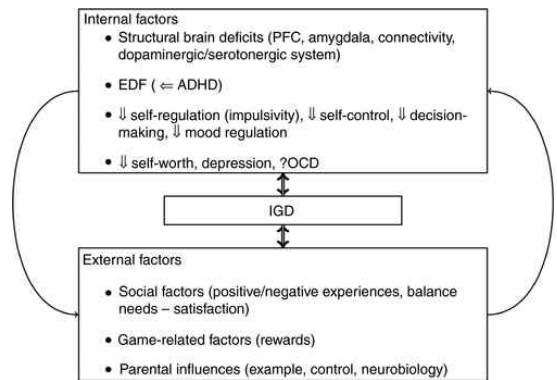 Internal factors
• Structural brain deficits (PFC, amygdala, connectivity,
dopaminergic/serotonergic system)
• EDF (⇐ ADHD)
• ⇓ self-regulation (impulsivity), ⇓ self-control, ⇓ decision-
making, ⇓ mood regulation
• ⇓ self-worth, depression, ?OCD
IGD
External factors
• Social factors (positive/negative experiences, balance
needs – satisfaction)
• Game-related factors (rewards)
• Parental influences (example, control, neurobiology)